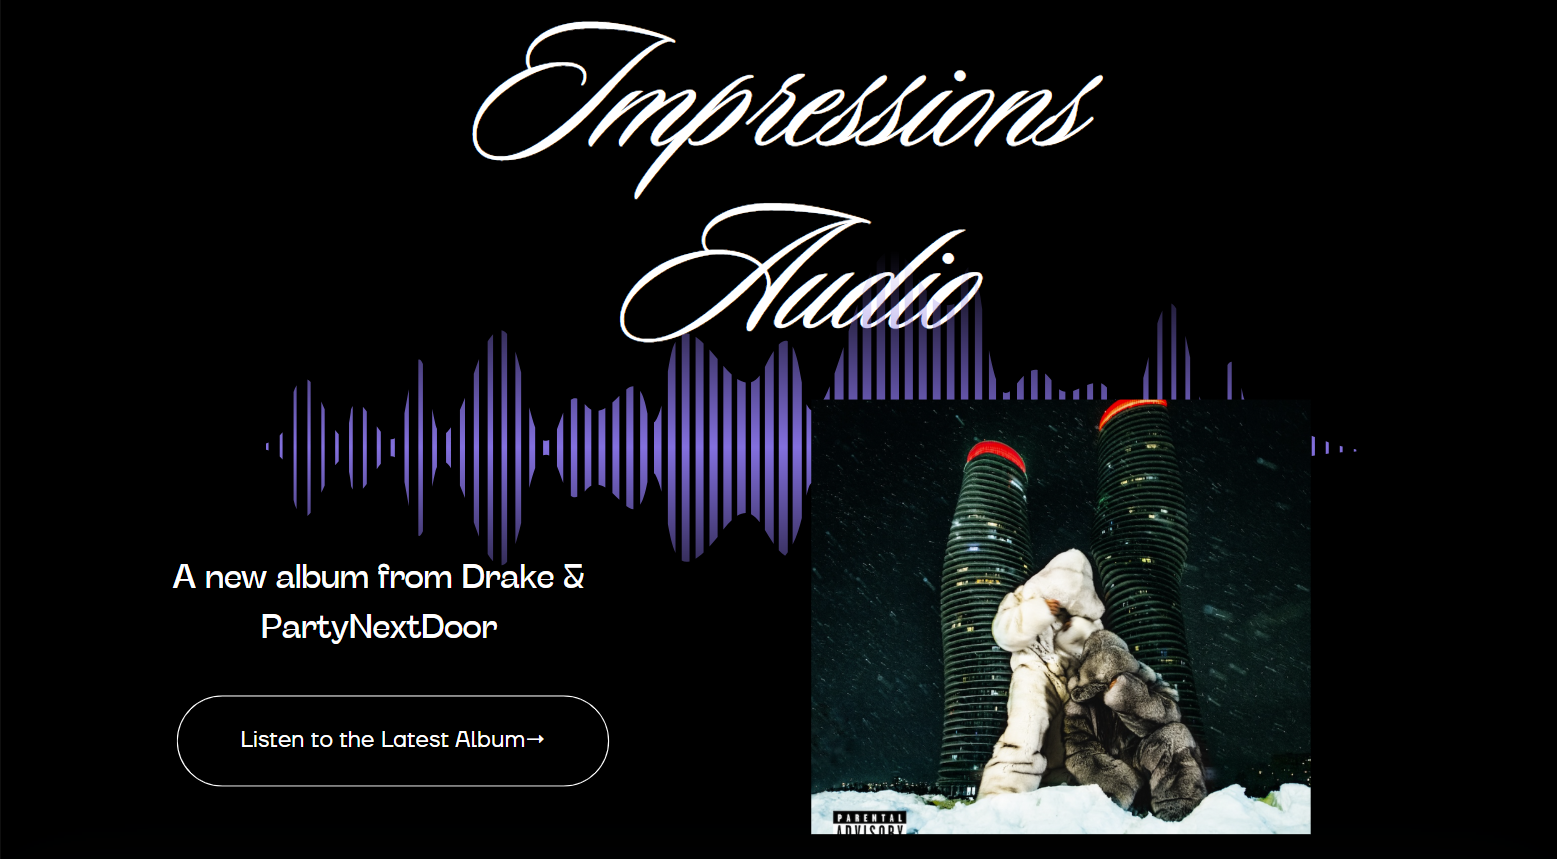 Impressions
Audio
A new album from Drake &
PartyNextDoor
Listen to the Latest Album→
PARENTAL
ADVISORY